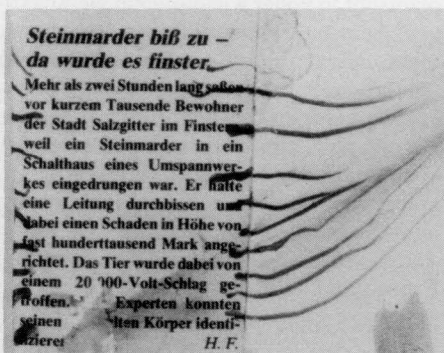 Steinmarder biß zu –
da wurde es finster
Mehr als zwei Stunden lang saßen
vor kurzem Tausende Bewohner
der Stadt Salzgitter im Finstern
weil ein Steinmarder in ein
Schalthaus eines Umspannwer-
kes eingedrungen war. Er hatte
eine Leitung durchbissen und
dabei einen Schaden in Höhe von
fast hunderttausend Mark ange-
richtet. Das Tier wurde dabei von
einem 20 000-Volt-Schlag ge-
troffen. Experten konnten
seinen lten Körper identi-
fizieren
H. F.